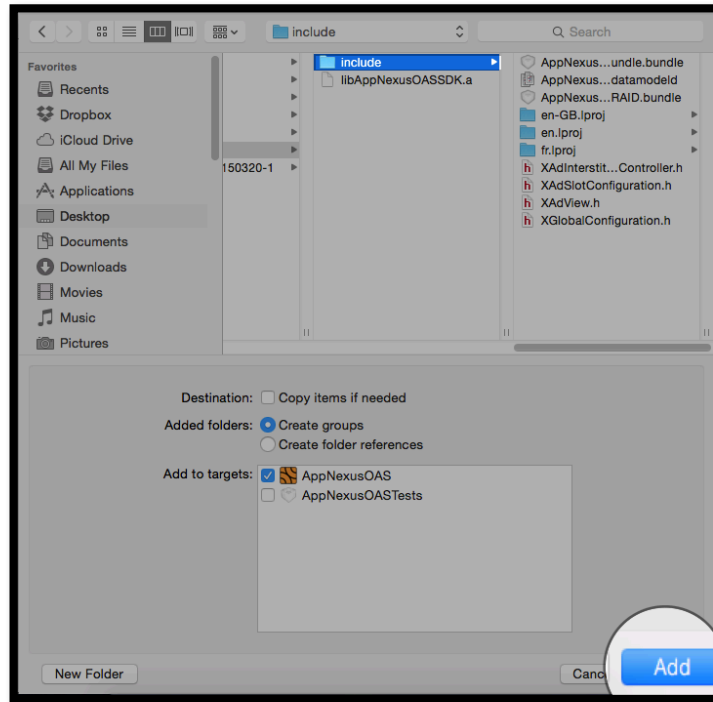 include
Search
Favorites
Recents
Dropbox
iCloud Drive
All My Files
Applications
Desktop
Documents
Downloads
Movies
Music
Pictures
150320-1
include
libAppNexusOASSDK.a
AppNexus...undle.bundle
AppNexus...datamodeld
AppNexus...RAID.bundle
en-GB.lproj
en.lproj
fr.lproj
XAdInterstit...Controller.h
XAdSlotConfiguration.h
XAdView.h
XGlobalConfiguration.h
Destination: Copy items if needed
Added folders: Create groups
Create folder references
Add to targets: AppNexusOAS
AppNexusOASTests
New Folder
Canc
Add